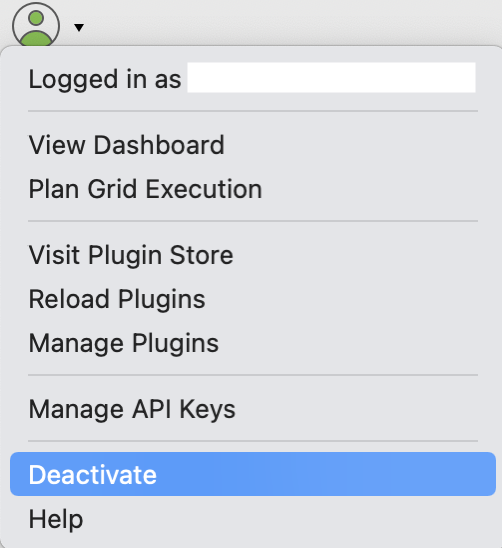 Logged in as
View Dashboard
Plan Grid Execution
Visit Plugin Store
Reload Plugins
Manage Plugins
Manage API Keys
Deactivate
Help